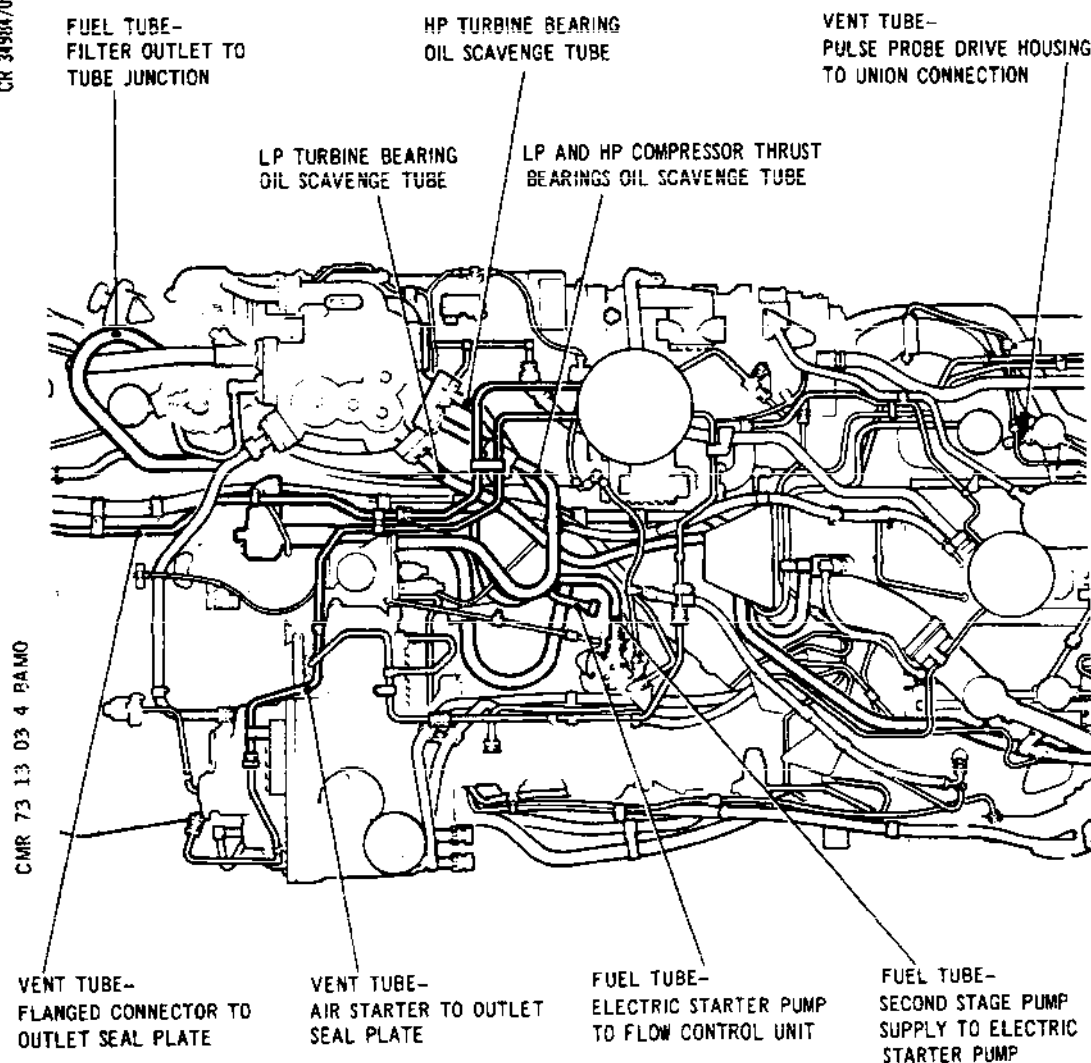 FUEL TUBE-
FILTER OUTLET TO
TUBE JUNCTION
HP TURBINE BEARING
OIL SCAVENGE TUBE
VENT TUBE-
PULSE PROBE DRIVE HOUSING
TO UNION CONNECTION
LP TURBINE BEARING
OIL SCAVENGE TUBE
LP AND HP COMPRESSOR THRUST
BEARINGS OIL SCAVENGE TUBE
CMR 73 13 03 4 BAMO
VENT TUBE-
FLANGED CONNECTOR TO
OUTLET SEAL PLATE
VENT TUBE-
AIR STARTER TO OUTLET
SEAL PLATE
FUEL TUBE-
ELECTRIC STARTER PUMP
TO FLOW CONTROL UNIT
FUEL TUBE-
SECOND STAGE PUMP
SUPPLY TO ELECTRIC
STARTER PUMP